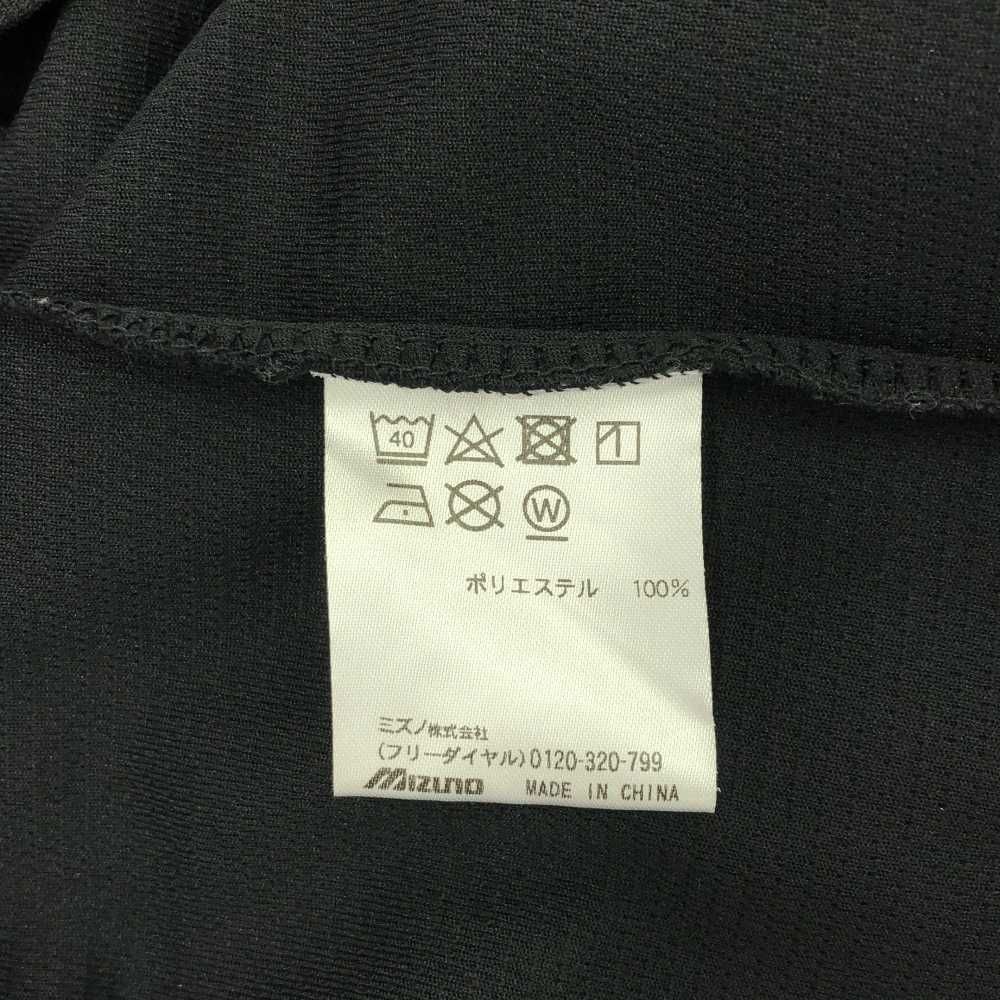 40
W
ポリエステル 100%
ミズノ株式会社
(フリーダイヤル)0120-320-799
Mizuno MADE IN CHINA